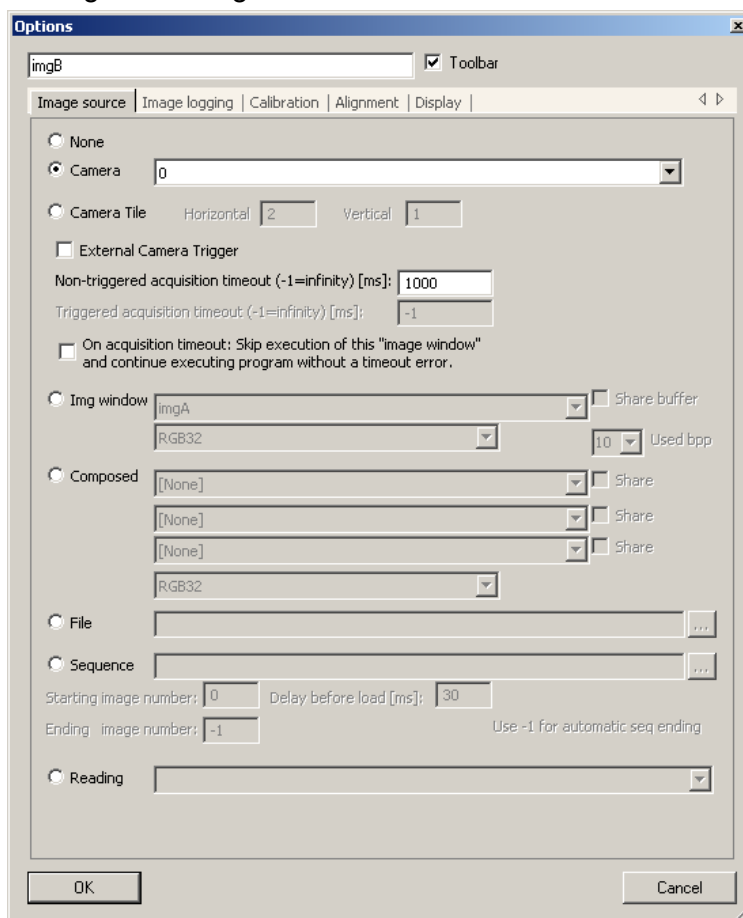 Options
imgB
Toolbar
Image source | Image logging | Calibration | Alignment | Display |
None
Camera 0
Camera Tile Horizontal 2 Vertical 1
External Camera Trigger
Non-triggered acquisition timeout (-1=infinity) [ms]: 1000
Triggered acquisition timeout (-1=infinity) [ms]: -1
On acquisition timeout: Skip execution of this "image window"
and continue executing program without a timeout error.
Img window imgA Share buffer
RGB32 10 Used bpp
Composed [None] Share
[None] Share
[None] Share
RGB32
File ...
Sequence ...
Starting image number: 0 Delay before load [ms]: 30
Ending image number: -1 Use -1 for automatic seq ending
Reading
OK Cancel